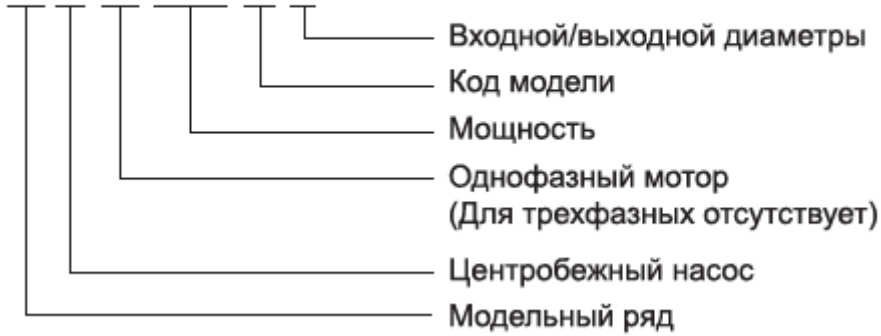 Входной/выходной диаметры
Код модели
Мощность
Однофазный мотор
(Для трехфазных отсутствует)
Центробежный насос
Модельный ряд